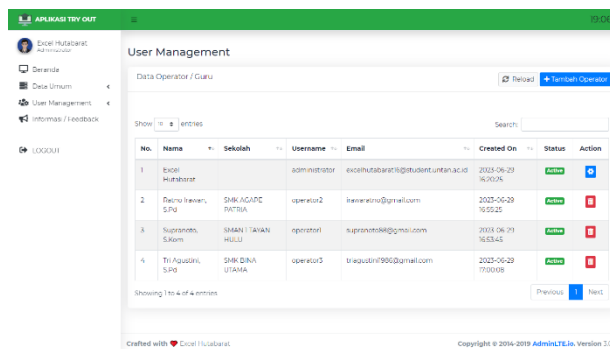 APLIKASI TRY OUT
19:06
Excel Hutabarat
Administrator
Beranda
Data Umum
User Management
Informasi / Feedback
LOGOUT
User Management
Data Operator / Guru
Reload
+ Tambah Operator
Show 10 entries
Search:
No. Nama Sekolah Username Email Created On Status Action
1 Excel Hutabarat administrator excelhutabarat16@student.untan.ac.id 2023-06-29 16:20:25 Active
2 Ratno Irawan, S.Pd SMK AGAPE PATRIA operator2 irawaratno@gmail.com 2023-06-29 16:55:25 Active
3 Supranoto, S.Kom SMAN 1 TAYAN HULU operator1 supranoto86@gmail.com 2023-06-29 16:53:45 Active
4 Tri Agustini, S.Pd SMK BINA UTAMA operator3 triagustini1986@gmail.com 2023-06-29 17:00:08 Active
Showing 1 to 4 of 4 entries
Previous 1 Next
Crafted with Excel Hutabarat
Copyright © 2014-2019 AdminLTE.io. Version